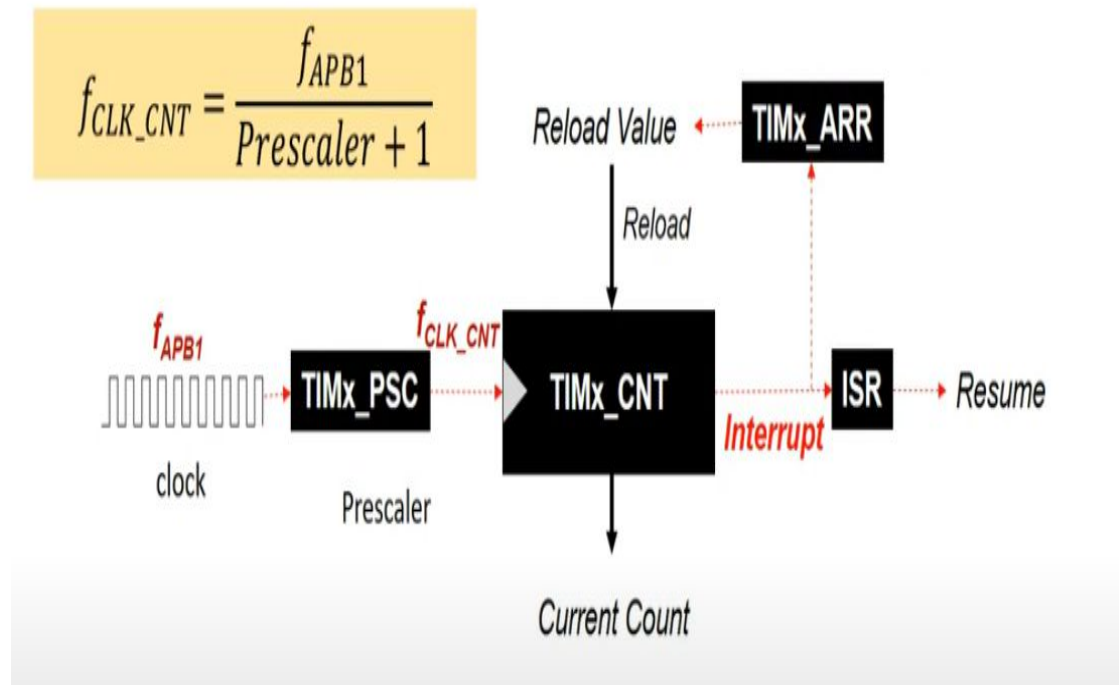 f_CLK_CNT = f_APB1 / Prescaler + 1
Reload Value
TIMx_ARR
Reload
f_APB1
f_CLK_CNT
TIMx_PSC
TIMx_CNT
ISR
Resume
Interrupt
clock
Prescaler
Current Count